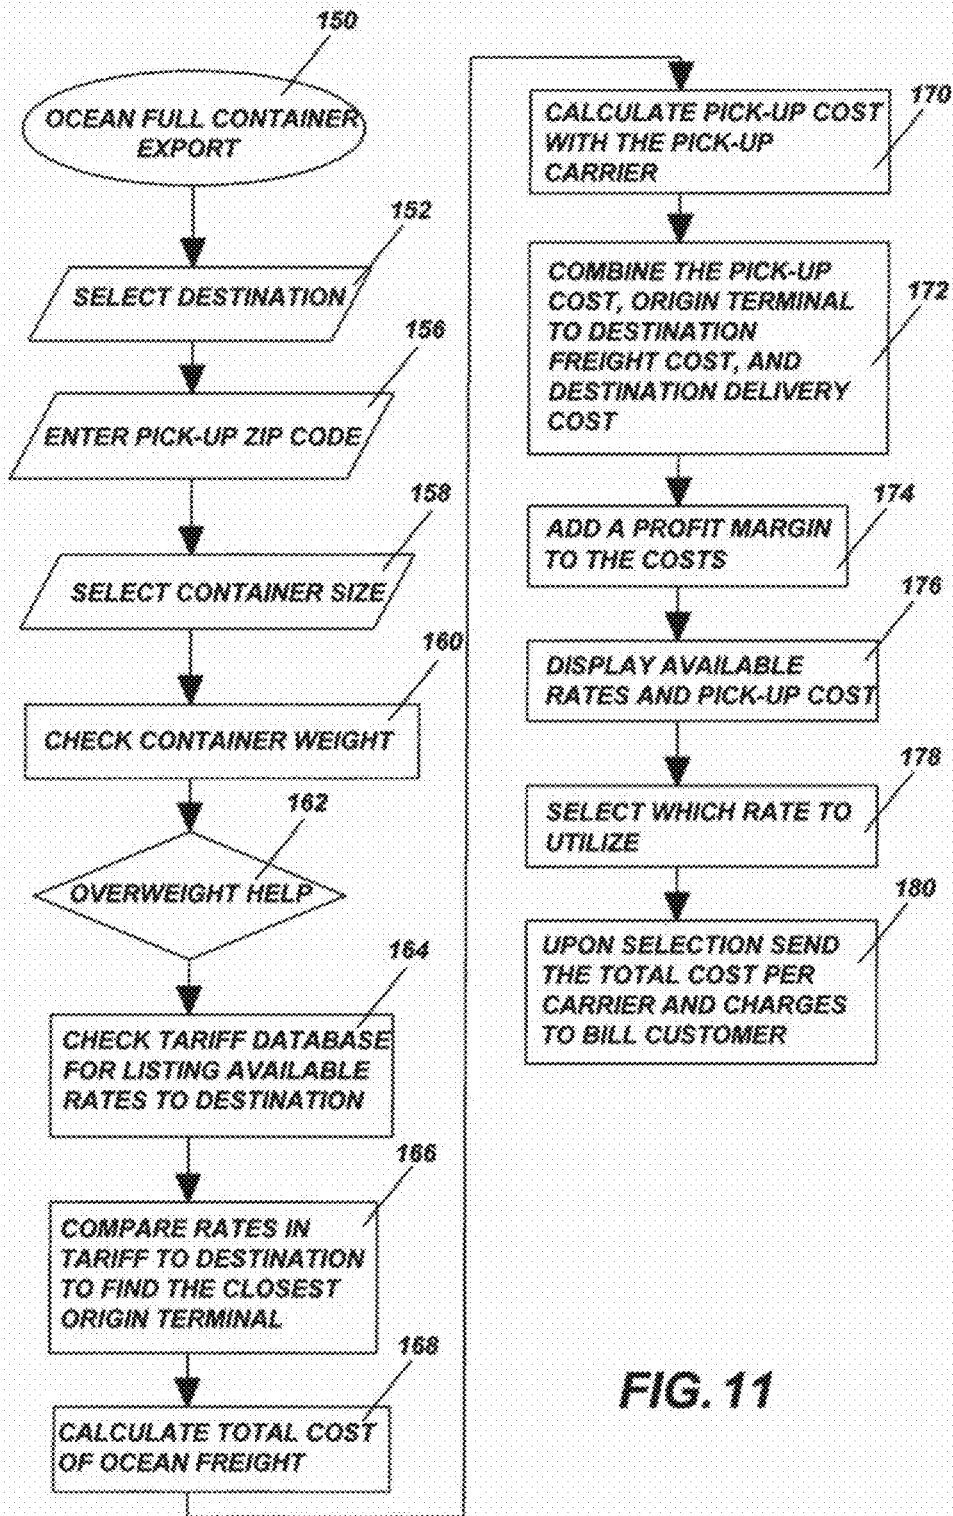 150
OCEAN FULL CONTAINER
EXPORT
152
SELECT DESTINATION
156
ENTER PICK-UP ZIP CODE
158
SELECT CONTAINER SIZE
160
CHECK CONTAINER WEIGHT
162
OVERWEIGHT HELP
164
CHECK TARIFF DATABASE
FOR LISTING AVAILABLE
RATES TO DESTINATION
166
COMPARE RATES IN
TARIFF TO DESTINATION
TO FIND THE CLOSEST
ORIGIN TERMINAL
168
CALCULATE TOTAL COST
OF OCEAN FREIGHT
170
CALCULATE PICK-UP COST
WITH THE PICK-UP
CARRIER
172
COMBINE THE PICK-UP
COST, ORIGIN TERMINAL
TO DESTINATION
FREIGHT COST, AND
DESTINATION DELIVERY
COST
174
ADD A PROFIT MARGIN
TO THE COSTS
176
DISPLAY AVAILABLE
RATES AND PICK-UP COST
178
SELECT WHICH RATE TO
UTILIZE
180
UPON SELECTION SEND
THE TOTAL COST PER
CARRIER AND CHARGES
TO BILL CUSTOMER
FIG. 11